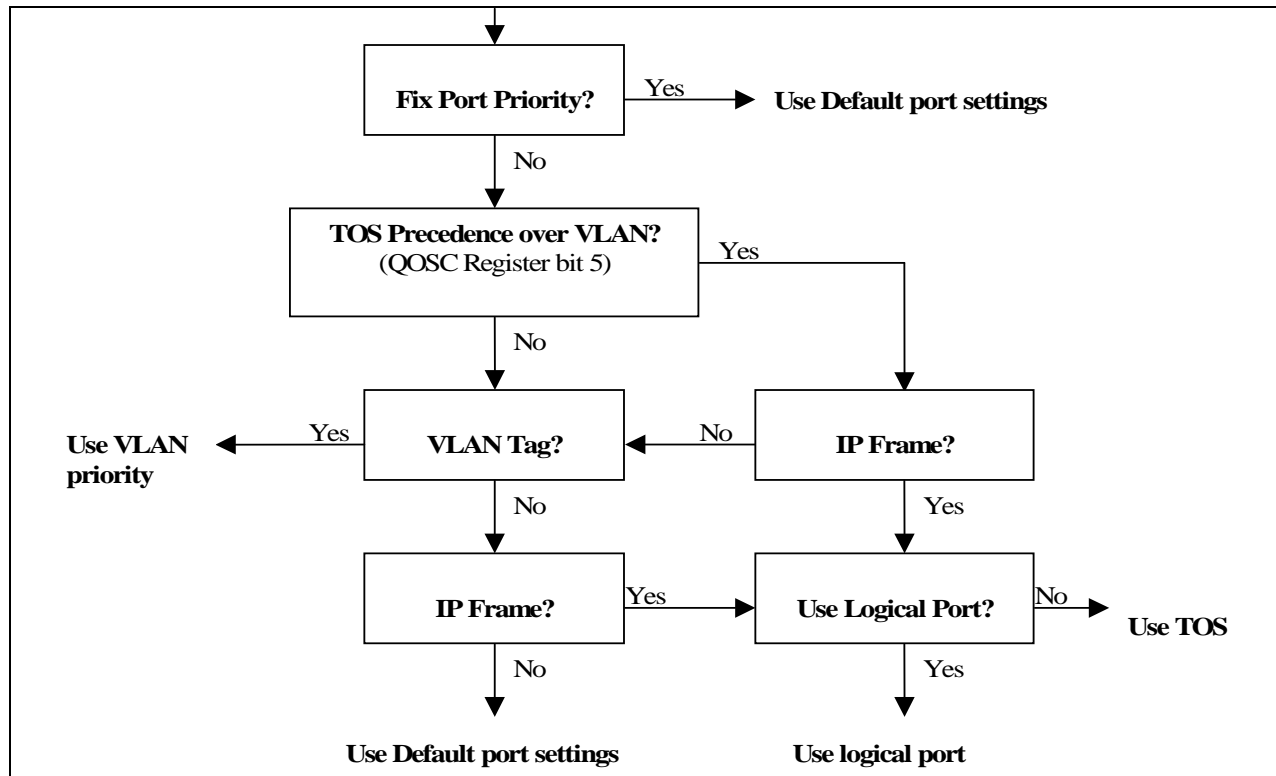 Fix Port Priority?
Yes
Use Default port settings
No
TOS Precedence over VLAN?
(QOSC Register bit 5)
Yes
No
Use VLAN
priority
Yes
VLAN Tag?
No
IP Frame?
No
Yes
IP Frame?
Yes
Use Logical Port?
No
Use TOS
No
Yes
Use Default port settings
Use logical port